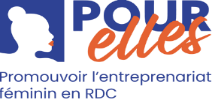 POUR
elles
Promouvoir l'entreprenariat
féminin en RDC